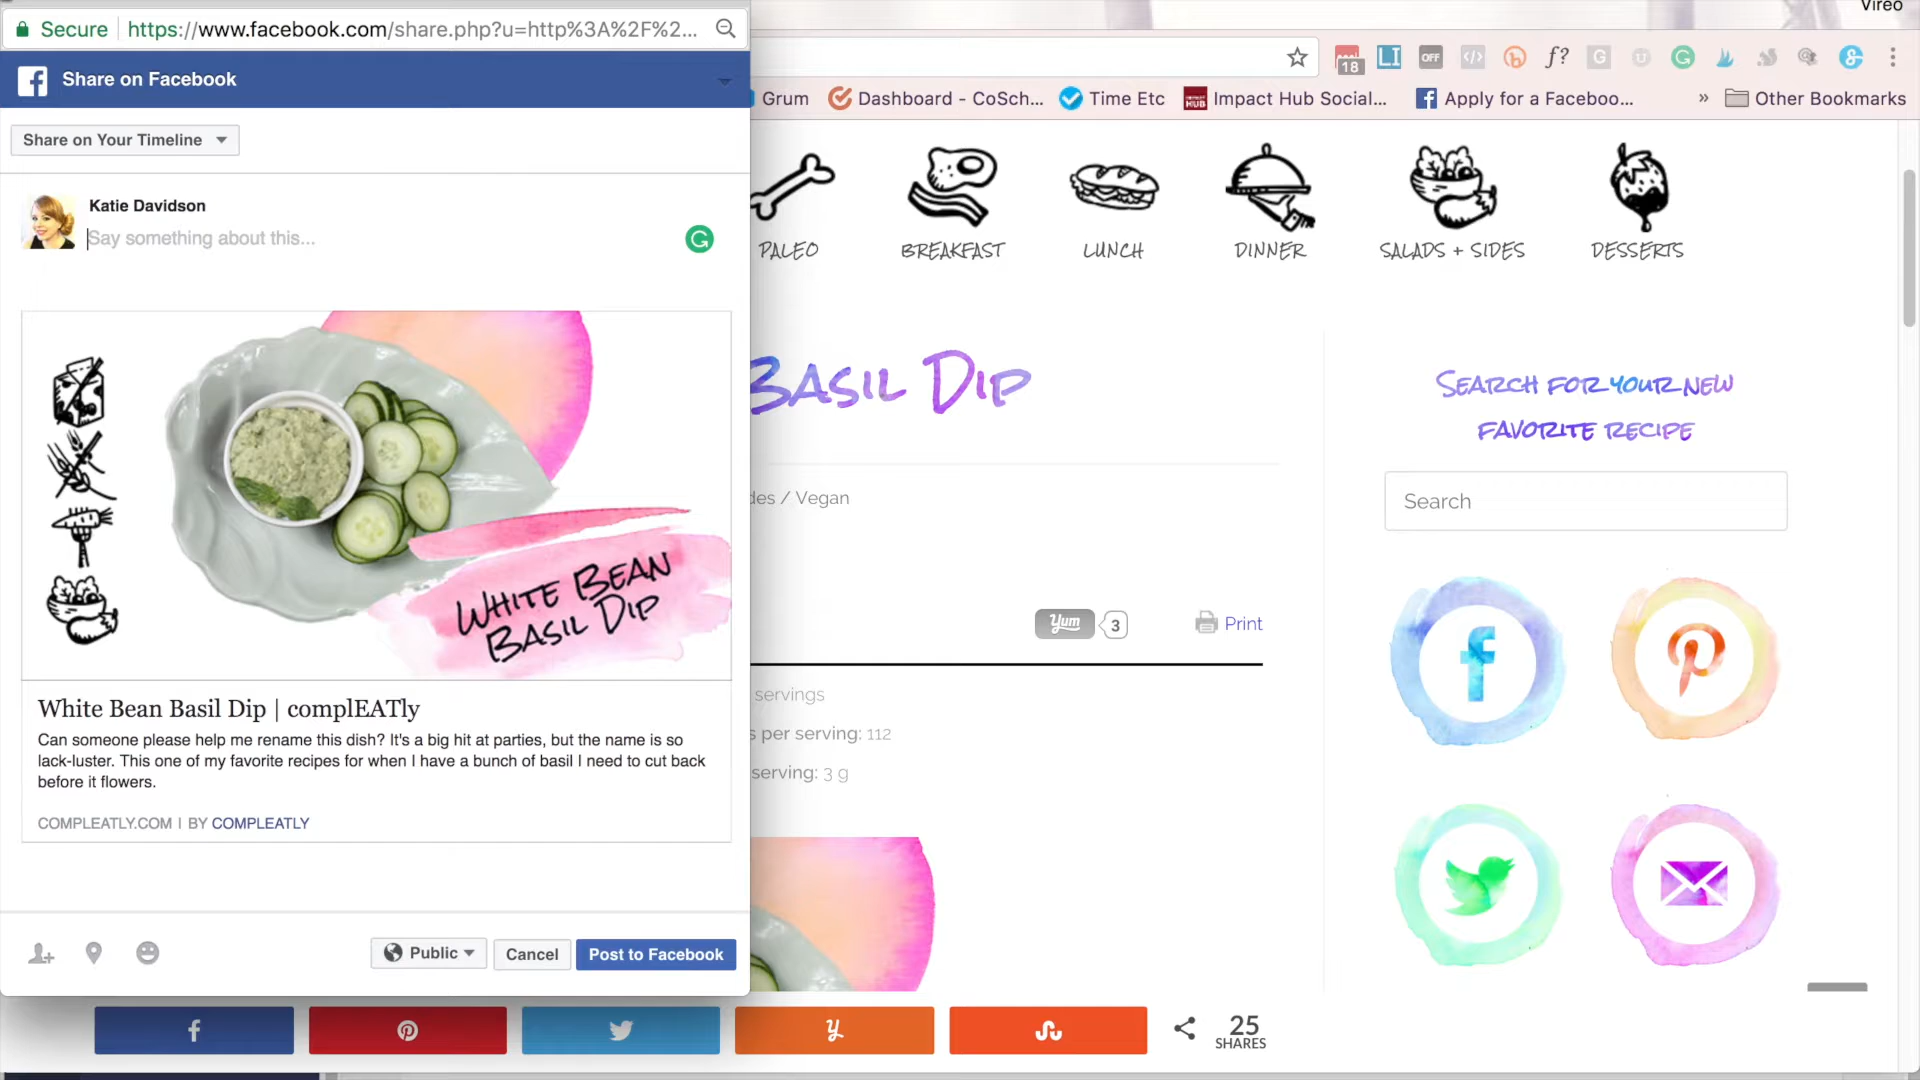 Vireo
Secure
https://www.facebook.com/share.php?u=http%3A%2F%2...
18
LI
OFF
</>
f?
G
G
Share on Facebook
Grum
Dashboard - CoSch...
Time Etc
IMPACT HUB
Impact Hub Social...
Apply for a Faceboo...
»
Other Bookmarks
Share on Your Timeline
Katie Davidson
Say something about this...
PALEO
BREAKFAST
LUNCH
DINNER
SALADS + SIDES
DESSERTS
BASIL DIP
SEARCH FOR YOUR NEW
FAVORITE RECIPE
Search
des / Vegan
WHITE BEAN
BASIL DIP
Yum
3
Print
servings
s per serving: 112
serving: 3 g
White Bean Basil Dip | complEATly
Can someone please help me rename this dish? It's a big hit at parties, but the name is so
lack-luster. This one of my favorite recipes for when I have a bunch of basil I need to cut back
before it flowers.
COMPLEATLY.COM | BY COMPLEATLY
Public
Cancel
Post to Facebook
25
SHARES